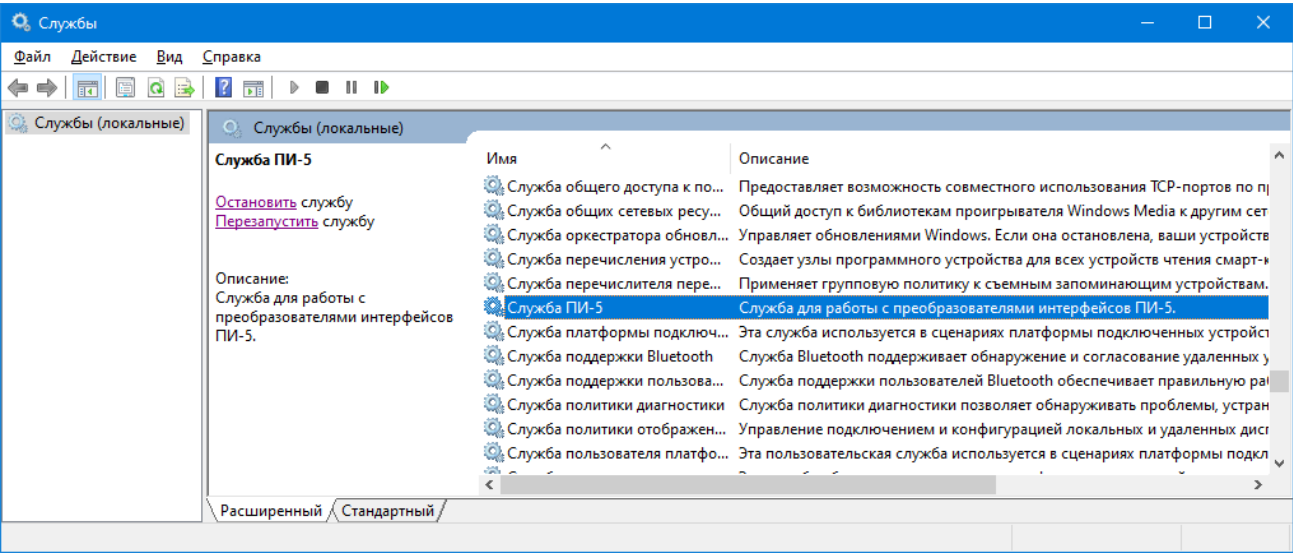 Службы
Файл Действие Вид Справка
Службы (локальные)
Службы (локальные)
Служба ПИ-5
Остановить службу
Перезапустить службу
Описание:
Служба для работы с
преобразователями интерфейсов
ПИ-5.
Имя Описание
Служба общего доступа к по... Предоставляет возможность совместного использования TCP-портов по
Служба общих сетевых ресу... Общий доступ к библиотекам проигрывателя Windows Media к другим сет
Служба оркестратора обновл... Управляет обновлениями Windows. Если она остановлена, ваши устройств
Служба перечисления устро... Создает узлы программного устройства для всех устройств чтения смарт-к
Служба перечислителя пере... Применяет групповую политику к съемным запоминающим устройствам.
Служба ПИ-5 Служба для работы с преобразователями интерфейсов ПИ-5.
Служба платформы подключ... Эта служба используется в сценариях платформы подключенных устройст
Служба поддержки Bluetooth Служба Bluetooth поддерживает обнаружение и согласование удаленных
Служба поддержки пользова... Служба поддержки пользователей Bluetooth обеспечивает правильную ра
Служба политики диагностики Служба политики диагностики позволяет обнаруживать проблемы, устран
Служба политики отображен... Управление подключением и конфигурацией локальных и удаленных
Служба пользователя платфо... Эта пользовательская служба используется в сценариях платформы подкл
Расширенный Стандартный